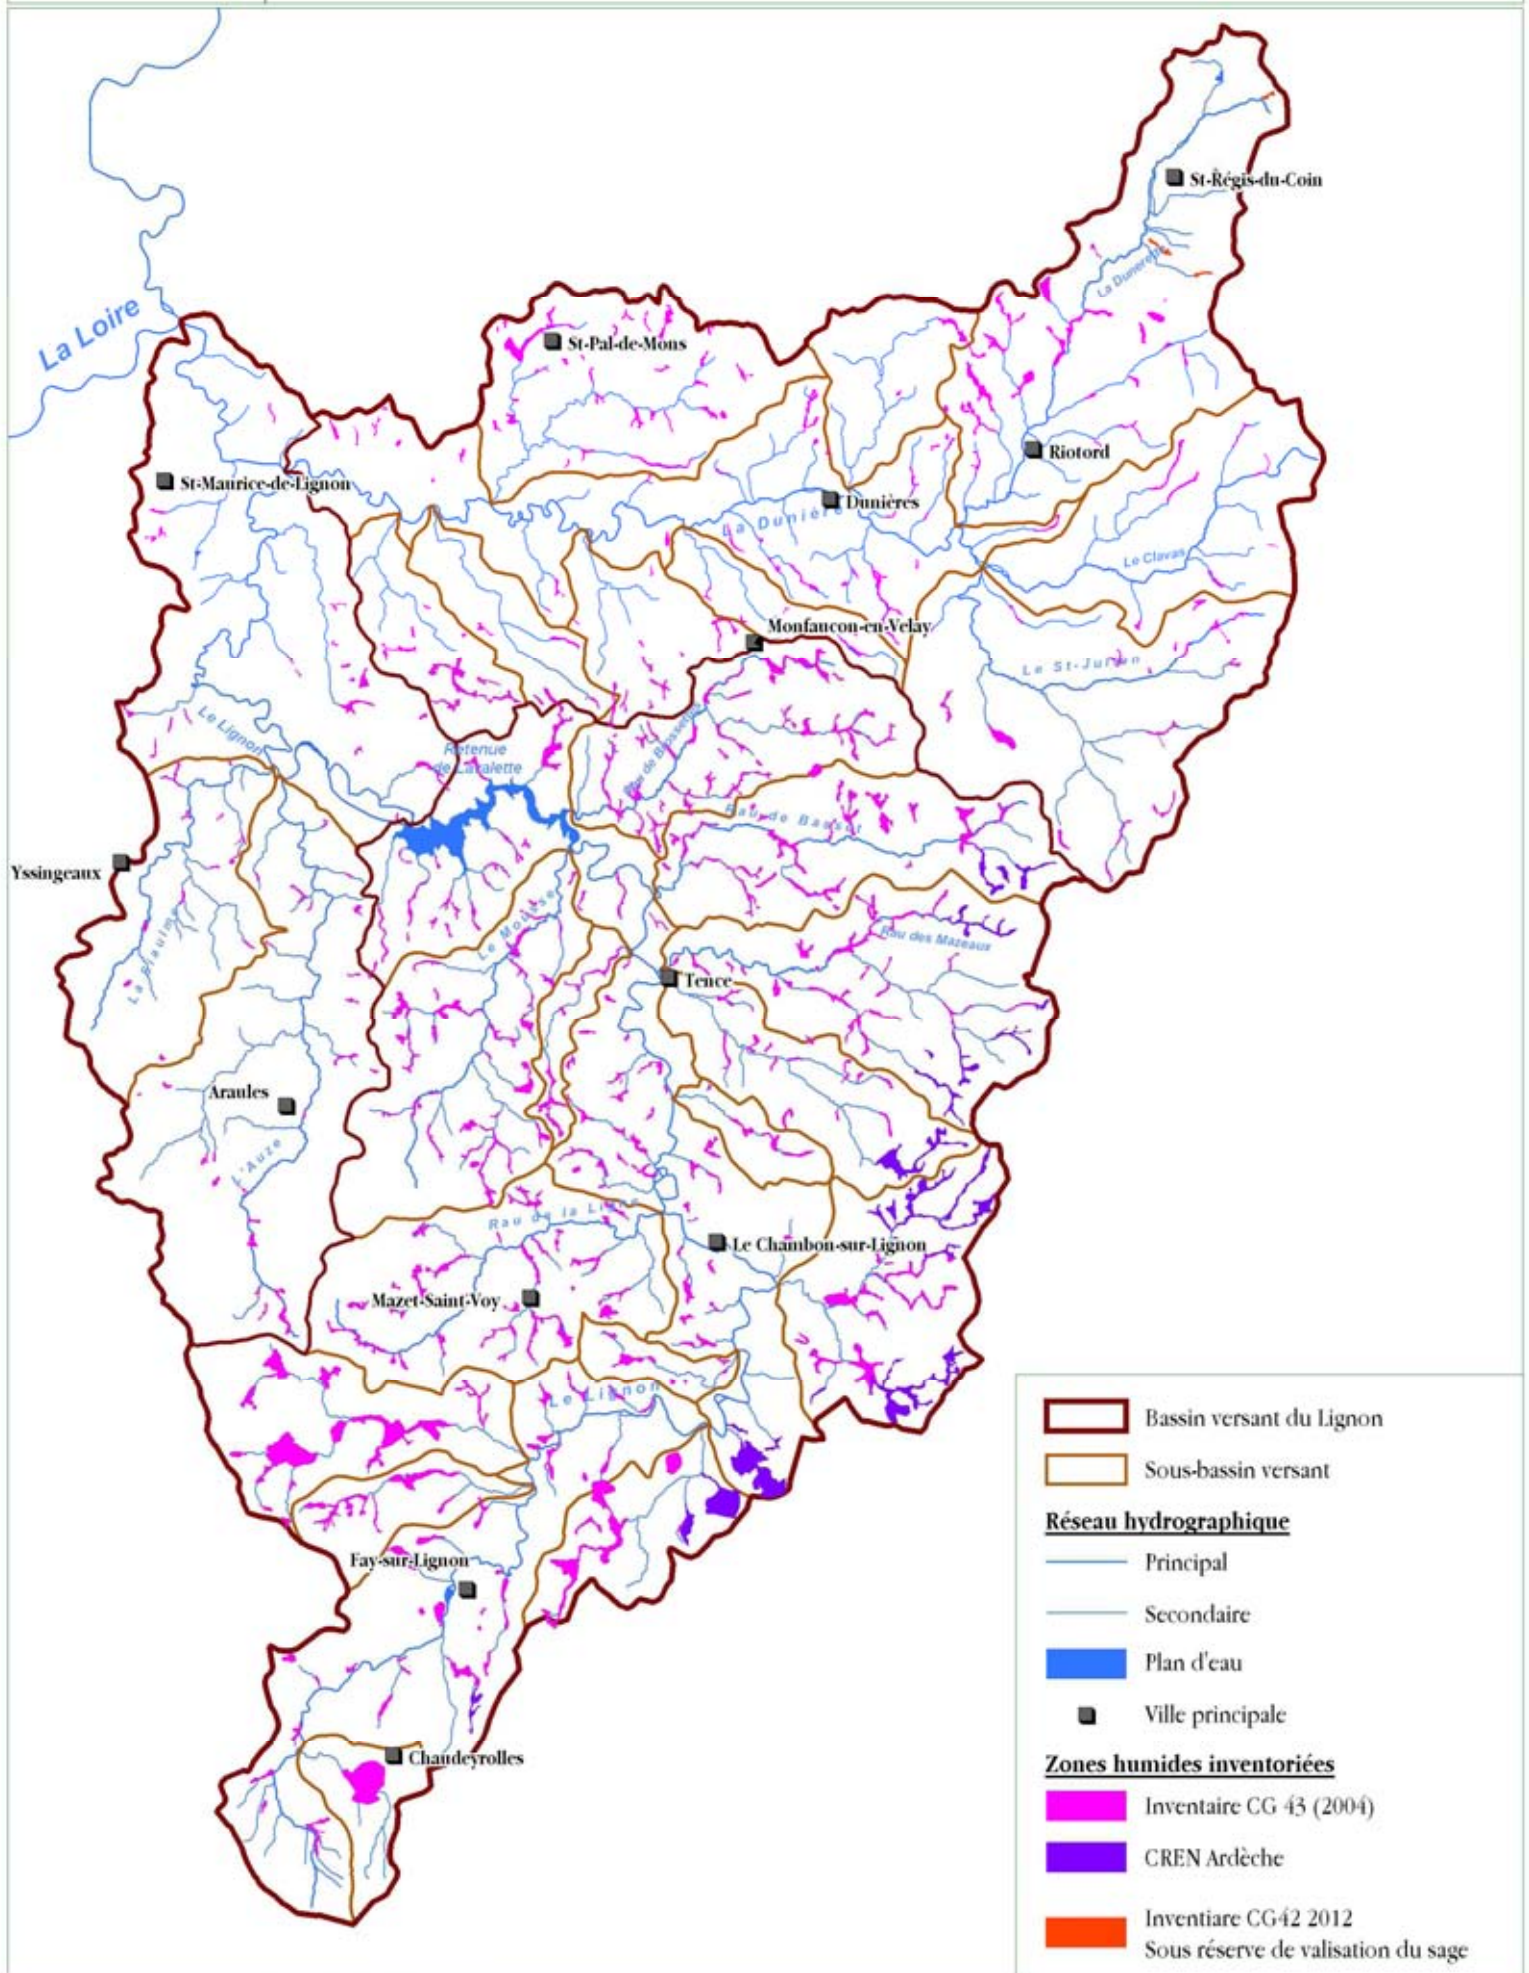 St-Régis-du-Coin
La Dunerette
La Loire
St-Pal-de-Mons
Riotord
St-Maurice-de-Lignon
Dunières
La Dunière
Le Clavas
Monfaucon-en-Velay
Le St-Julien
Le Lignon
Retenue
de Lavalette
Rau de Basset
Yssingeaux
La Siaulme
Le Mousse
Rau des Mazeaux
Tence
Araules
L'Auze
Rau de la Ligne
Le Chambon-sur-Lignon
Mazet-Saint-Voy
Le Lignon
Fay-sur-Lignon
Chaudeyrolles
Bassin versant du Lignon
Sous-bassin versant
Réseau hydrographique
Principal
Secondaire
Plan d'eau
Ville principale
Zones humides inventoriées
Inventaire CG 43 (2004)
CREN Ardèche
Inventiare CG42 2012
Sous réserve de valisation du sage